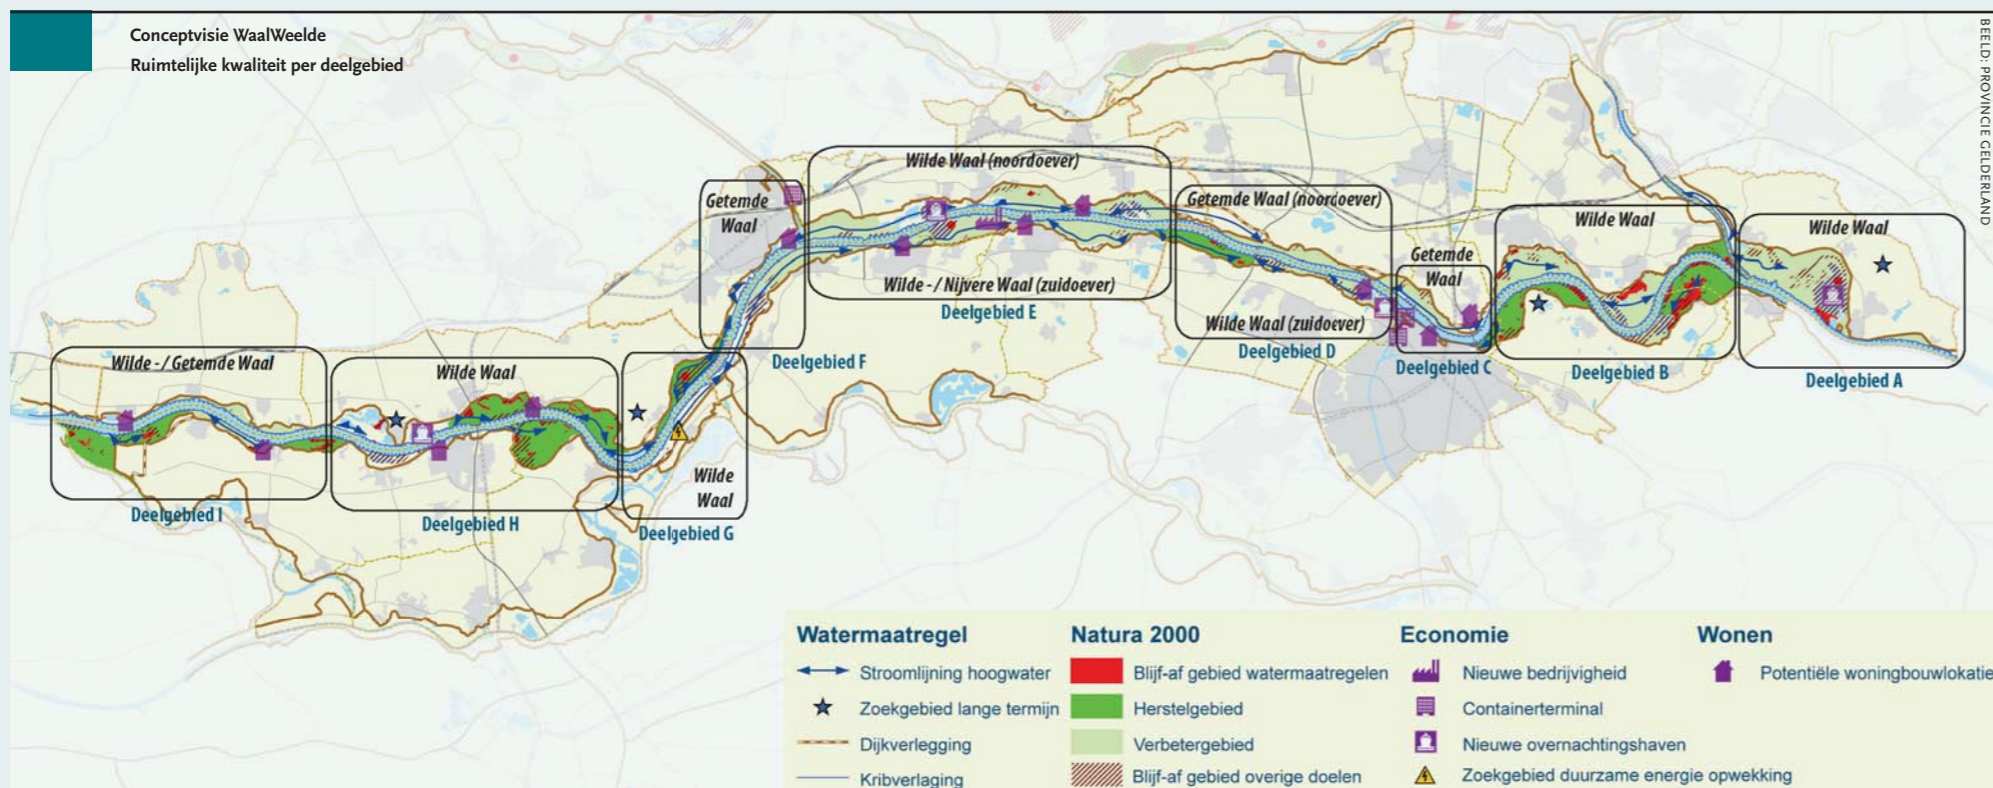 Conceptvisie WaalWeelde
Ruimtelijke kwaliteit per deelgebied
BEELD: PROVINCIE GELDERLAND
Wilde Waal (noordoever)
Getemde
Waal
Getemde Waal (noordoever)
Wilde Waal
Wilde Waal
Getemde
Waal
Wilde - / Nijvere Waal (zuidoever)
Deelgebied E
Wilde Waal (zuidoever)
Deelgebied D
Deelgebied C
Deelgebied B
Deelgebied A
Deelgebied F
Wilde - / Getemde Waal
Wilde Waal
Wilde
Waal
Deelgebied I
Deelgebied H
Deelgebied G
Watermaatregel
Stroomlijning hoogwater
Zoekgebied lange termijn
Dijkverlegging
Kribverlaging
Natura 2000
Blijf-af gebied watermaatregelen
Herstelgebied
Verbetergebied
Blijf-af gebied overige doelen
Economie
Nieuwe bedrijvigheid
Containerterminal
Nieuwe overnachtingshaven
Zoekgebied duurzame energie opwekking
Wonen
Potentiële woningbouwlokatie